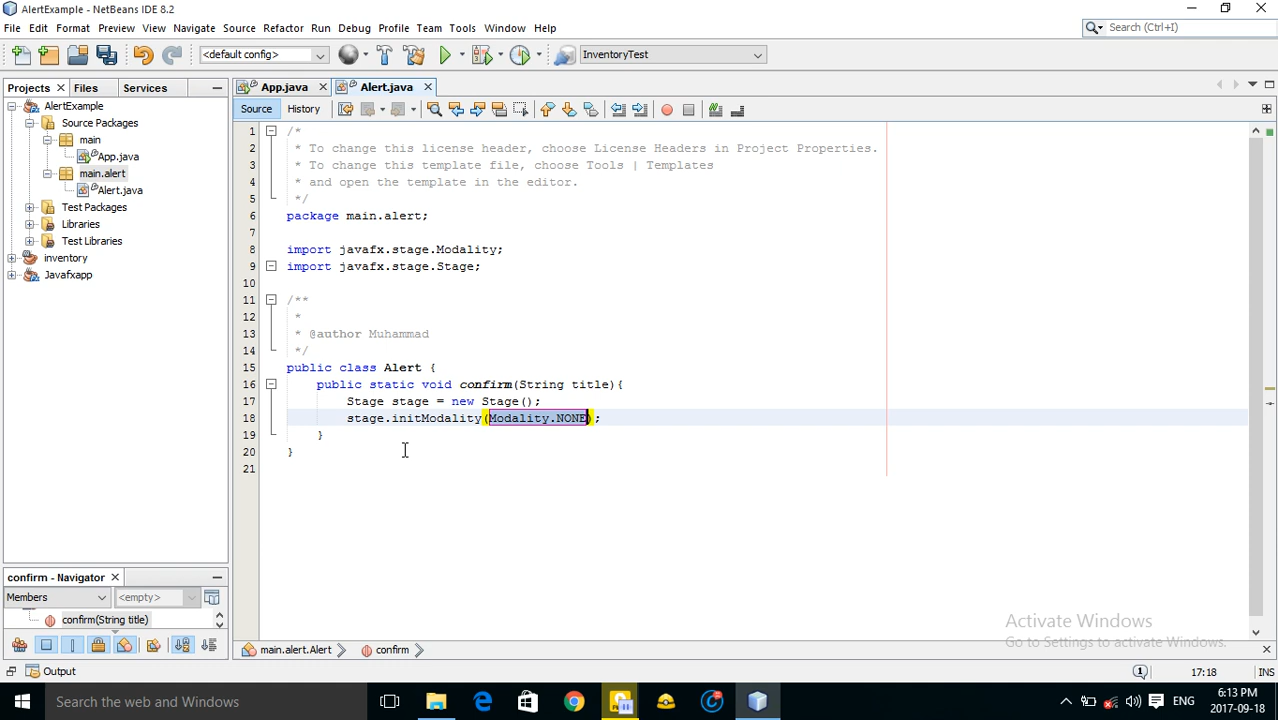 AlertExample - NetBeans IDE 8.2
File Edit View Navigate Source Refactor Run Debug Profile Team Tools Window Help
Search (Ctrl+I)
<default config>
InventoryTest
Projects Files Services
App.java Alert.java
Source History
AlertExample
Source Packages
main
App.java
main.alert
Alert.java
Test Packages
Libraries
Test Libraries
inventory
Javafxapp
1 /*
2 * To change this license header, choose License Headers in Project Properties.
3 * To change this template file, choose Tools | Templates
4 * and open the template in the editor.
5 */
6 package main.alert;
7
8 import javafx.stage.Modality;
9 import javafx.stage.Stage;
10
11 /**
12 *
13 * @author Muhammad
14 */
15 public class Alert {
16 public static void confirm(String title){
17 Stage stage = new Stage();
18 stage.initModality(Modality.NONE);
19 }
20 }
21
confirm - Navigator
Members <empty>
confirm(String title)
Activate Windows
Go to Settings to activate Windows.
main.alert.Alert confirm
Output
17:18 INS
Search the web and Windows
ENG
6:13 PM
2017-09-18